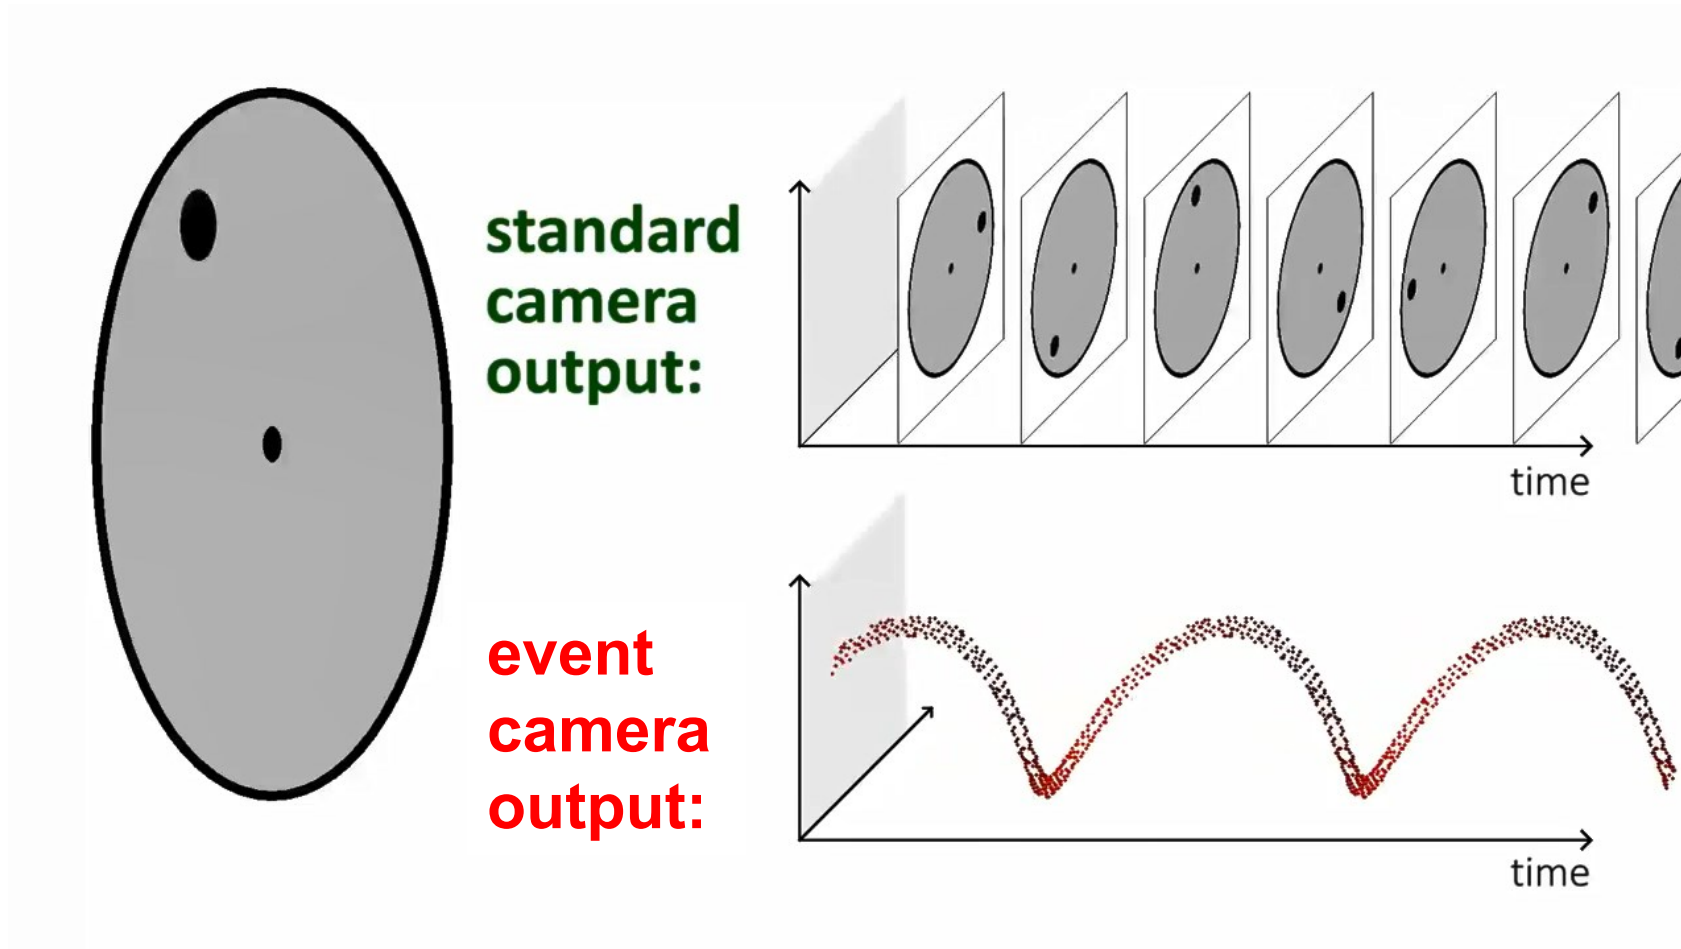 standard
camera
output:
time
event
camera
output:
time